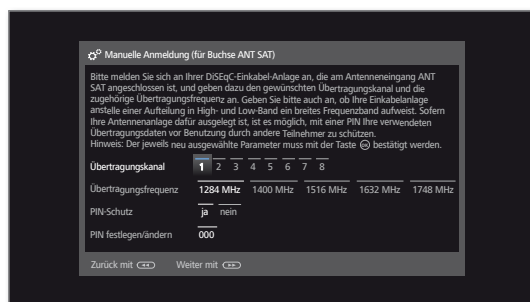 Manuelle Anmeldung (für Buchse ANT SAT)
Bitte melden Sie sich an Ihrer DiSEqC-Einkabel-Anlage an, die am Antenneneingang ANT
SAT angeschlossen ist, und geben dazu den gewünschten Übertragungskanal und die
zugehörige Übertragungsfrequenz an. Geben Sie bitte auch an, ob Ihre Einkabelanlage
anstelle einer Aufteilung in High- und Low-Band ein breites Frequenzband aufweist. Sofern
Ihre Antennenanlage dafür ausgelegt ist, ist es möglich, mit einer PIN Ihre verwendeten
Übertragungsdaten vor Benutzung durch andere Teilnehmer zu schützen.
Hinweis: Der jeweils neu ausgewählte Parameter muss mit der Taste OK bestätigt werden.
Übertragungskanal 1 2 3 4 5 6 7 8
Übertragungsfrequenz 1284 MHz 1400 MHz 1516 MHz 1632 MHz 1748 MHz
PIN-Schutz ja nein
PIN festlegen/ändern 000
Zurück mit Weiter mit